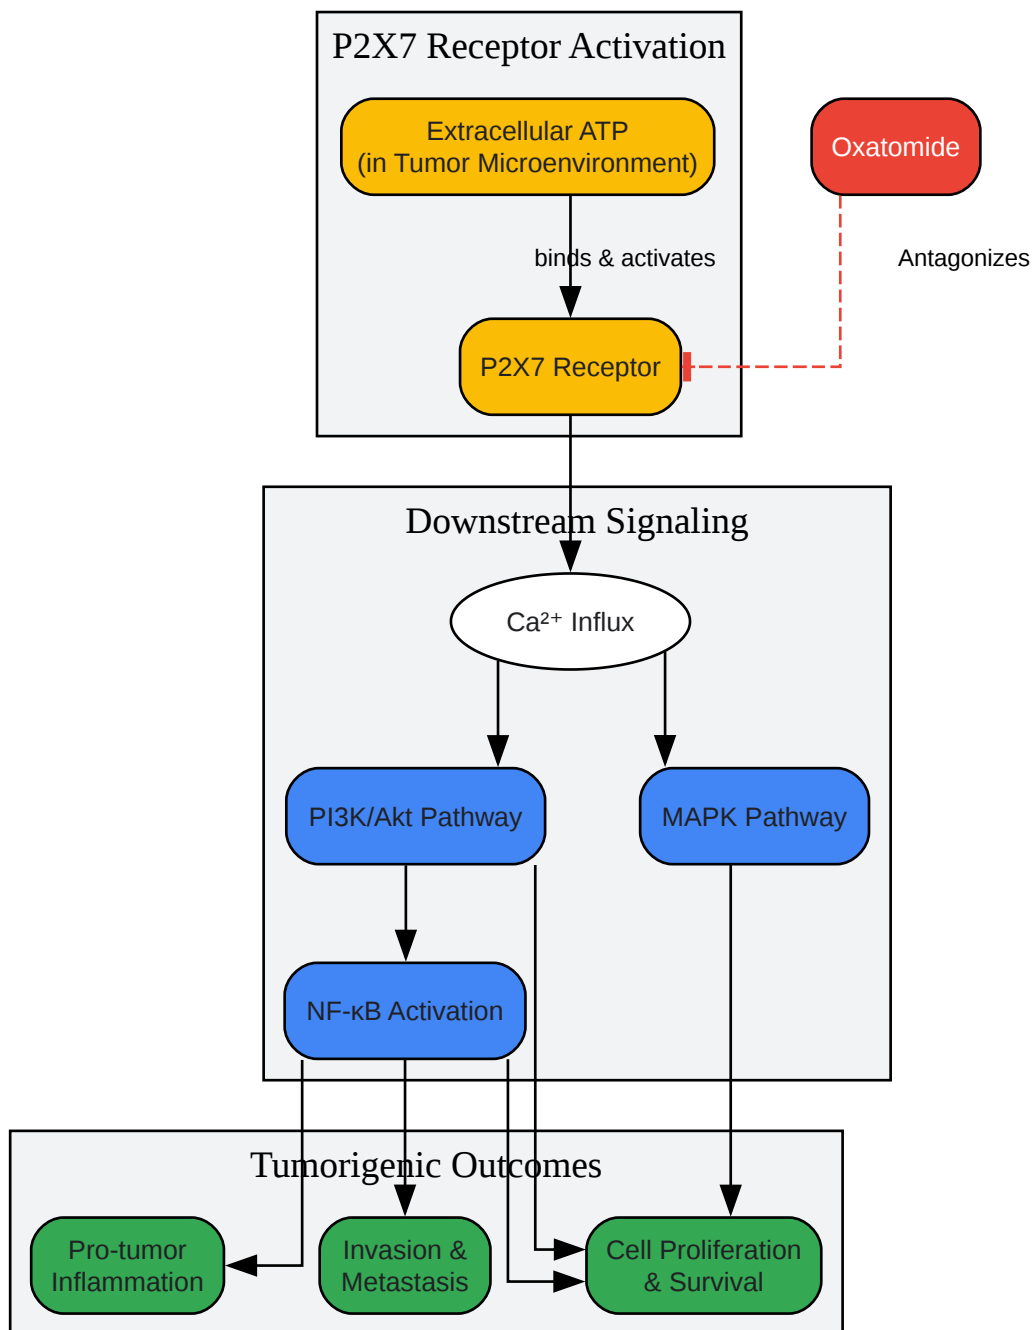 P2X7 Receptor Activation
Extracellular ATP
(in Tumor Microenvironment)
Oxatomide
binds & activates
Antagonizes
P2X7 Receptor
Downstream Signaling
Ca²⁺ Influx
PI3K/Akt Pathway
MAPK Pathway
NF-κB Activation
Tumorigenic Outcomes
Pro-tumor
Inflammation
Invasion &
Metastasis
Cell Proliferation
& Survival